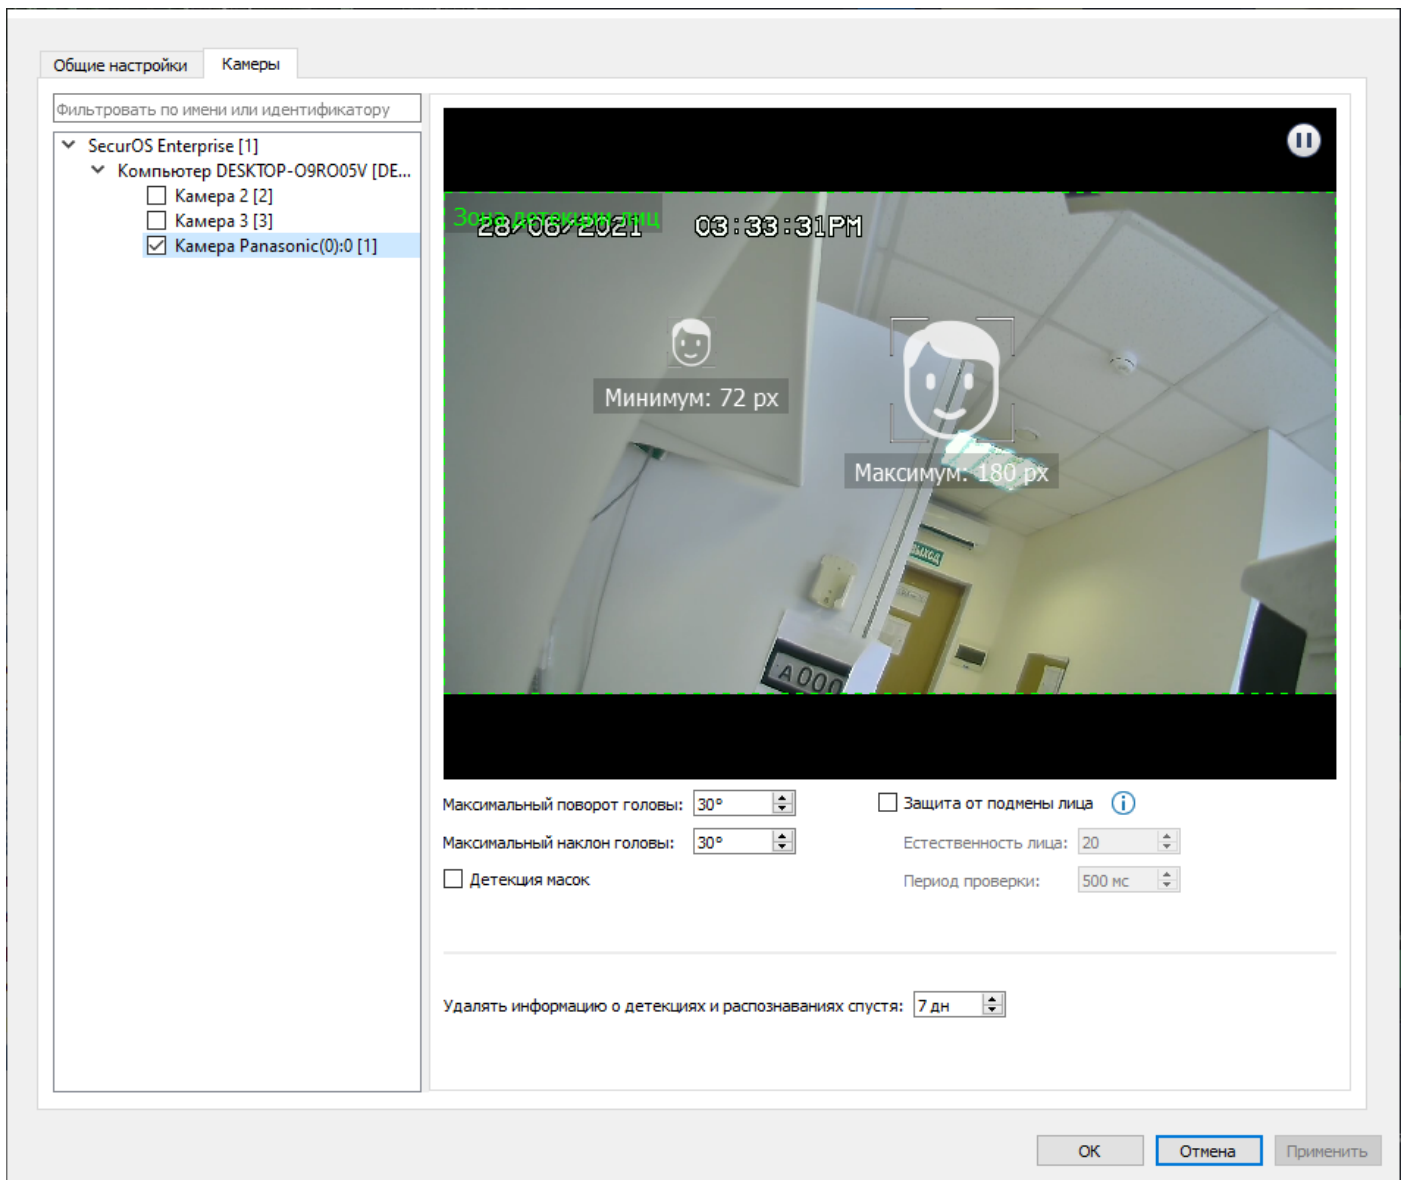 Общие настройки
Камеры
Фильтровать по имени или идентификатору
SecurOS Enterprise [1]
Компьютер DESKTOP-O9RO05V [DE...
Камера 2 [2]
Камера 3 [3]
Камера Panasonic(0):0 [1]
Зона детекции лиц
28/06/2021 03:33:31PM
Минимум: 72 px
Максимум: 180 px
ВЫХОД
A000
Максимальный поворот головы: 30°
Максимальный наклон головы: 30°
Детекция масок
Защита от подмены лица
Естественность лица: 20
Период проверки: 500 мс
Удалять информацию о детекциях и распознаваниях спустя: 7 дн
ОК
Отмена
Применить